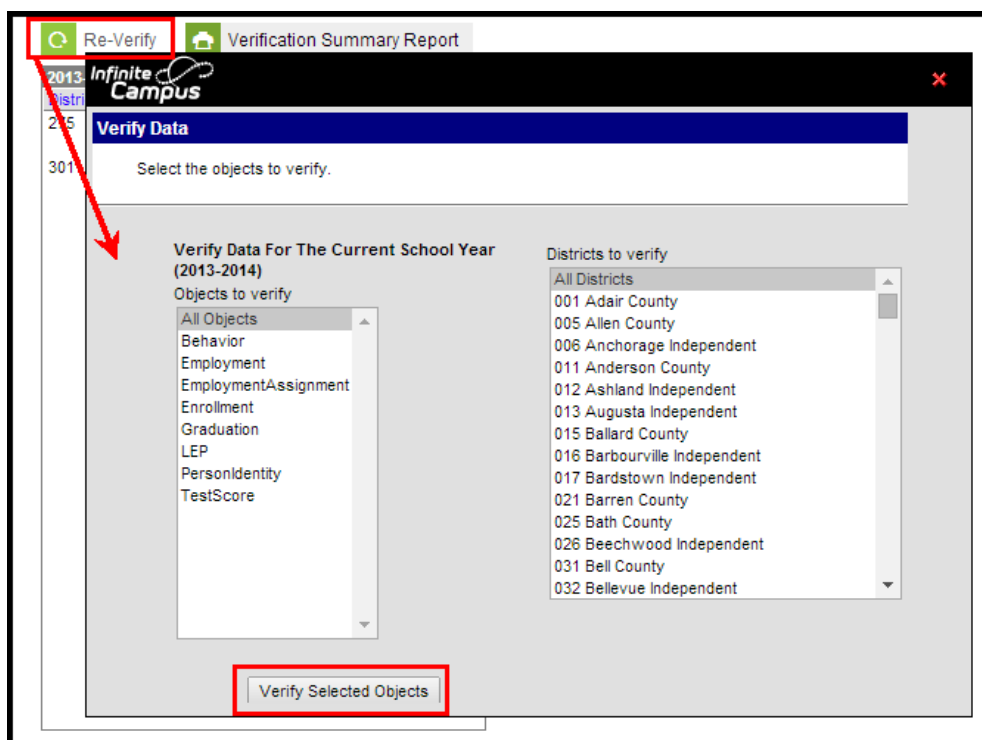 Re-Verify
Verification Summary Report
2013-
Distri
275
301
Infinite
Campus
Verify Data
Select the objects to verify.
Verify Data For The Current School Year
(2013-2014)
Objects to verify
All Objects
Behavior
Employment
EmploymentAssignment
Enrollment
Graduation
LEP
PersonIdentity
TestScore
Districts to verify
All Districts
001 Adair County
005 Allen County
006 Anchorage Independent
011 Anderson County
012 Ashland Independent
013 Augusta Independent
015 Ballard County
016 Barbourville Independent
017 Bardstown Independent
021 Barren County
025 Bath County
026 Beechwood Independent
031 Bell County
032 Bellevue Independent
Verify Selected Objects